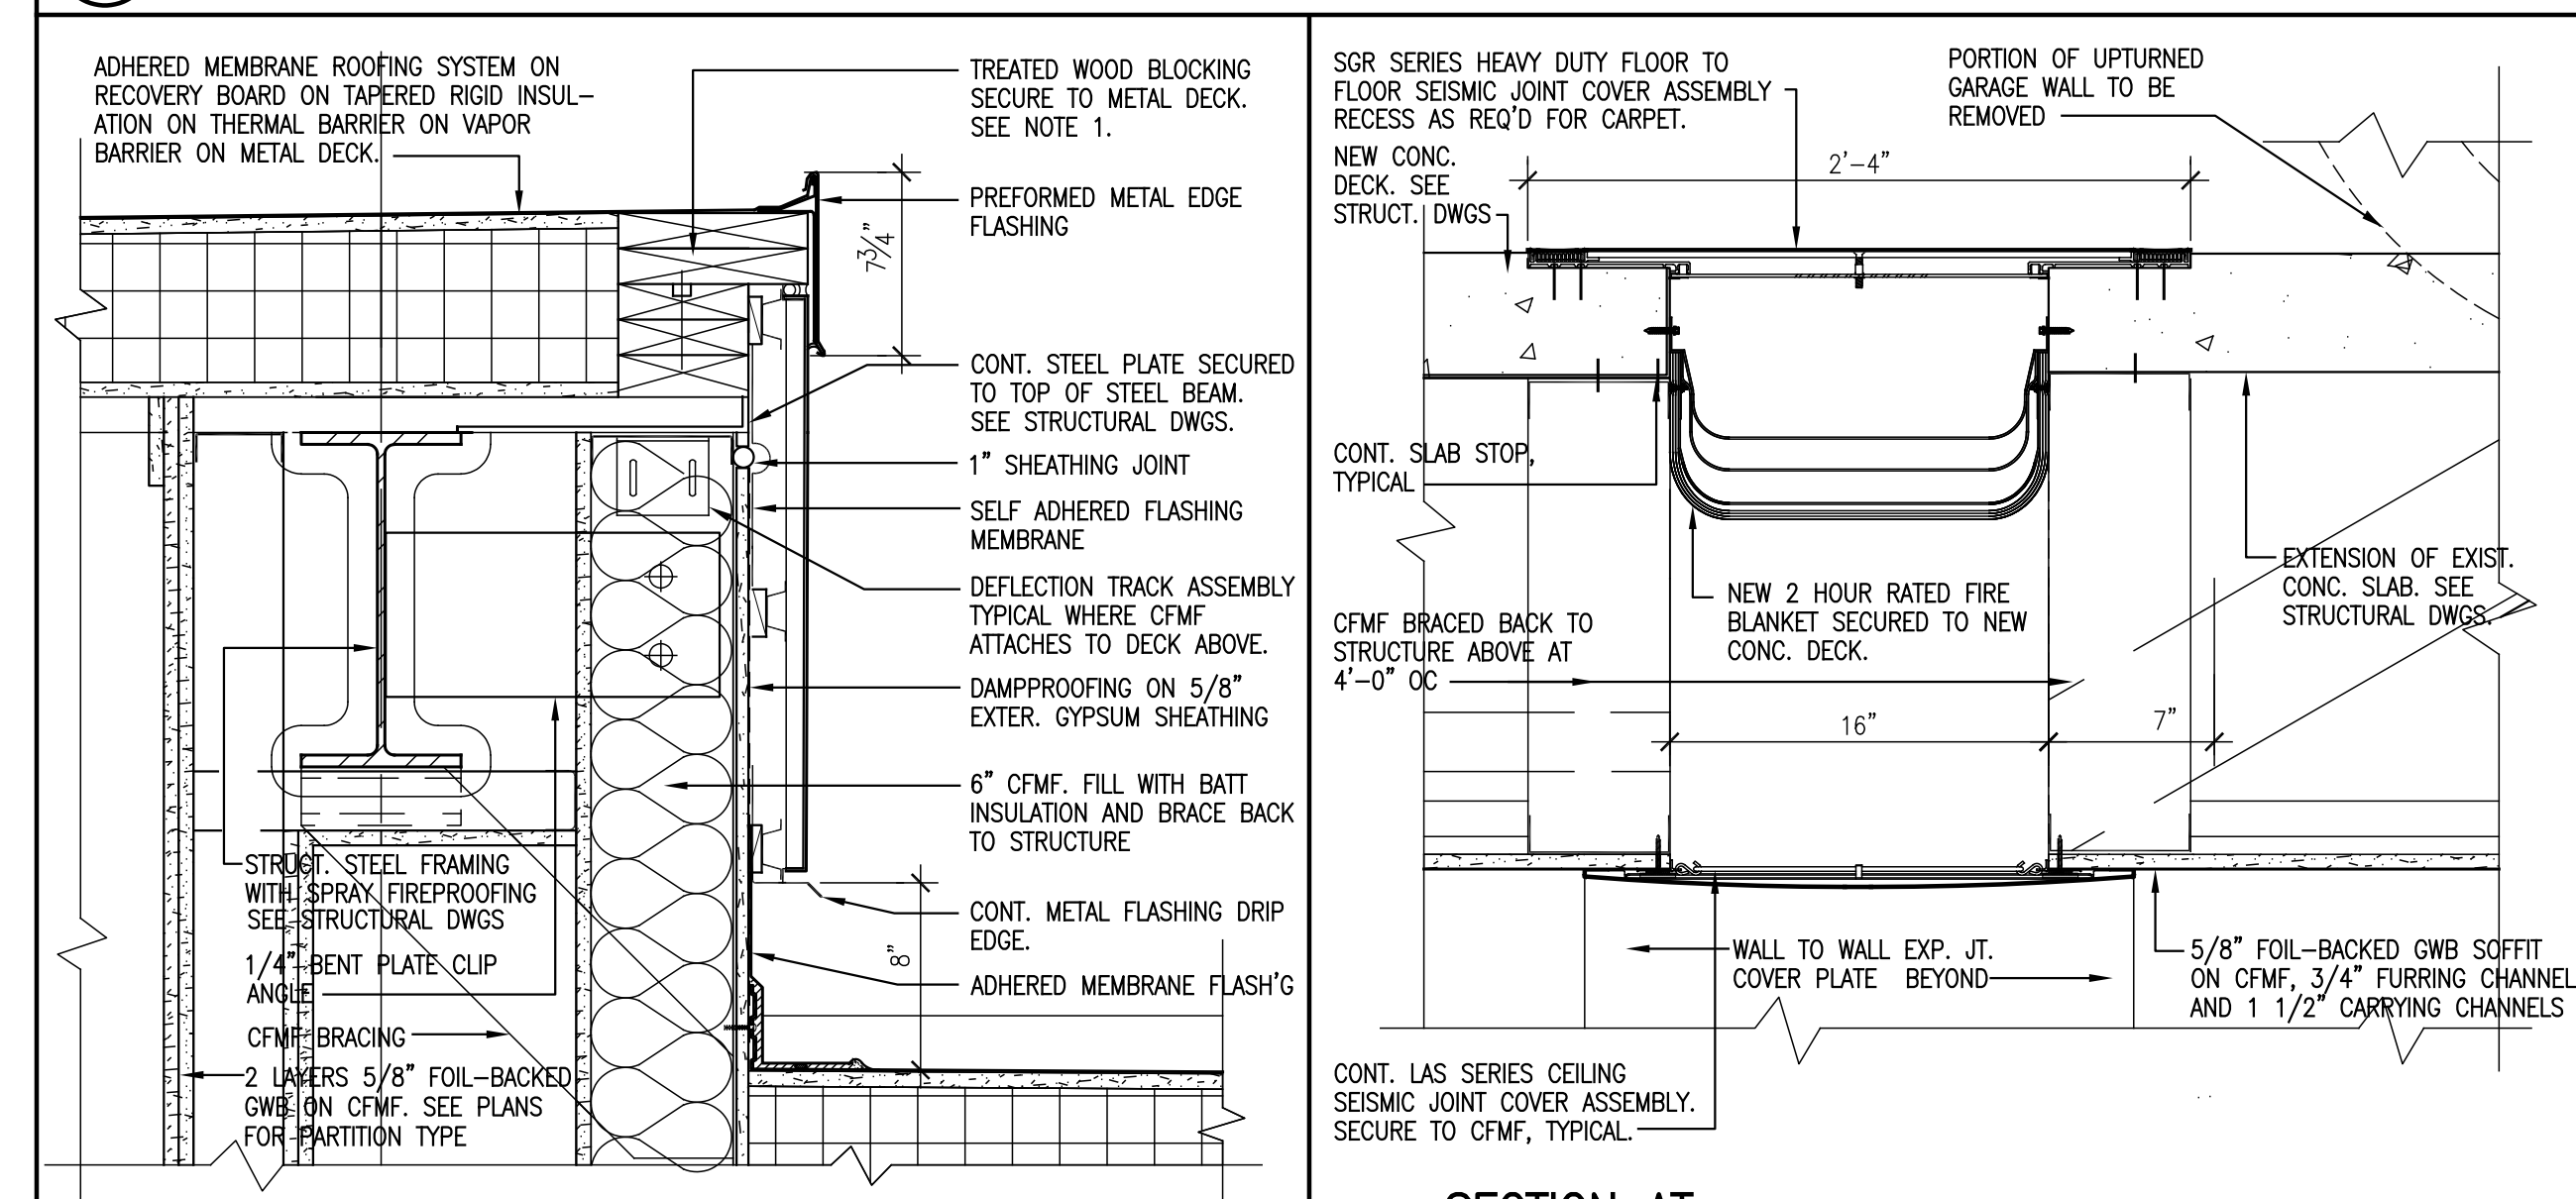 ADHERED MEMBRANE ROOFING SYSTEM ON
RECOVERY BOARD ON TAPERED RIGID INSUL–
ATION ON THERMAL BARRIER ON VAPOR
BARRIER ON METAL DECK.
TREATED WOOD BLOCKING
SECURE TO METAL DECK.
SEE NOTE 1.
PREFORMED METAL EDGE
FLASHING
7 3/4"
CONT. STEEL PLATE SECURED
TO TOP OF STEEL BEAM.
SEE STRUCTURAL DWGS.
1" SHEATHING JOINT
SELF ADHERED FLASHING
MEMBRANE
DEFLECTION TRACK ASSEMBLY
TYPICAL WHERE CFMF
ATTACHES TO DECK ABOVE.
DAMPPROOFING ON 5/8"
EXTER. GYPSUM SHEATHING
6" CFMF. FILL WITH BATT
INSULATION AND BRACE BACK
TO STRUCTURE
CONT. METAL FLASHING DRIP
EDGE.
8"
ADHERED MEMBRANE FLASH'G
STRUCT. STEEL FRAMING
WITH SPRAY FIREPROOFING
SEE STRUCTURAL DWGS
1/4" BENT PLATE CLIP
ANGLE
CFMF BRACING
2 LAYERS 5/8" FOIL–BACKED
GWB ON CFMF. SEE PLANS
FOR PARTITION TYPE
SGR SERIES HEAVY DUTY FLOOR TO
FLOOR SEISMIC JOINT COVER ASSEMBLY
RECESS AS REQ'D FOR CARPET.
PORTION OF UPTURNED
GARAGE WALL TO BE
REMOVED
NEW CONC.
DECK. SEE
STRUCT. DWGS
2'–4"
CONT. SLAB STOP,
TYPICAL
NEW 2 HOUR RATED FIRE
BLANKET SECURED TO NEW
CONC. DECK.
EXTENSION OF EXIST.
CONC. SLAB. SEE
STRUCTURAL DWGS.
CFMF BRACED BACK TO
STRUCTURE ABOVE AT
4'–0" OC
16"
7"
WALL TO WALL EXP. JT.
COVER PLATE BEYOND
5/8" FOIL–BACKED GWB SOFFIT
ON CFMF, 3/4" FURRING CHANNEL
AND 1 1/2" CARRYING CHANNELS
CONT. LAS SERIES CEILING
SEISMIC JOINT COVER ASSEMBLY.
SECURE TO CFMF, TYPICAL.
SECTION AT